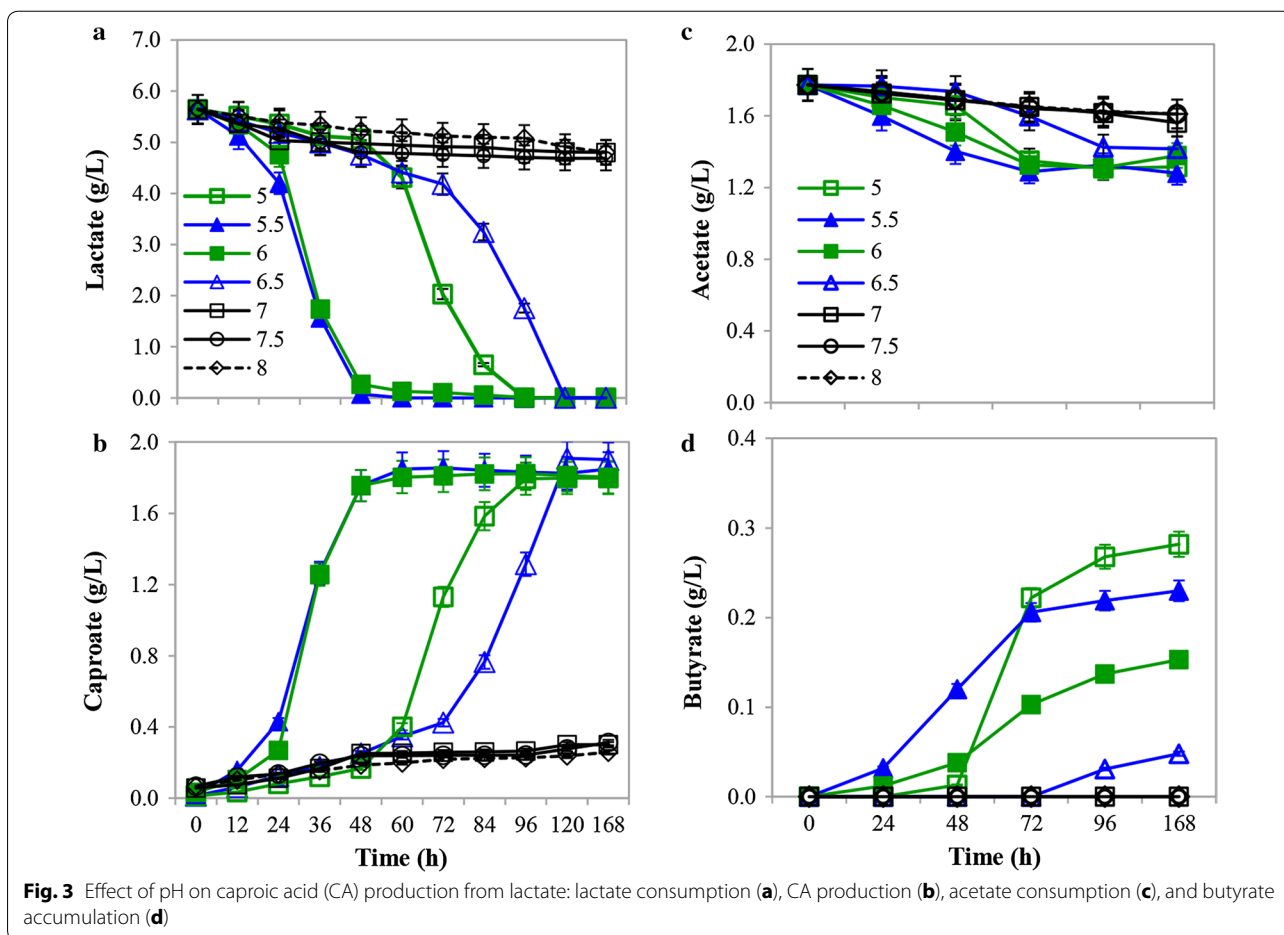 a
7.0
6.0
5.0
4.0
3.0
2.0
1.0
0.0
Lactate (g/L)
5
5.5
6
6.5
7
7.5
8
c
2.0
1.6
1.2
0.8
0.4
0.0
Acetate (g/L)
5
5.5
6
6.5
7
7.5
8
b
2.0
1.6
1.2
0.8
0.4
0.0
Caproate (g/L)
0 12 24 36 48 60 72 84 96 120 168
Time (h)
d
0.4
0.3
0.2
0.1
0.0
Butyrate (g/L)
0 24 48 72 96 168
Time (h)
Fig. 3 Effect of pH on caproic acid (CA) production from lactate: lactate consumption (a), CA production (b), acetate consumption (c), and butyrate
accumulation (d)